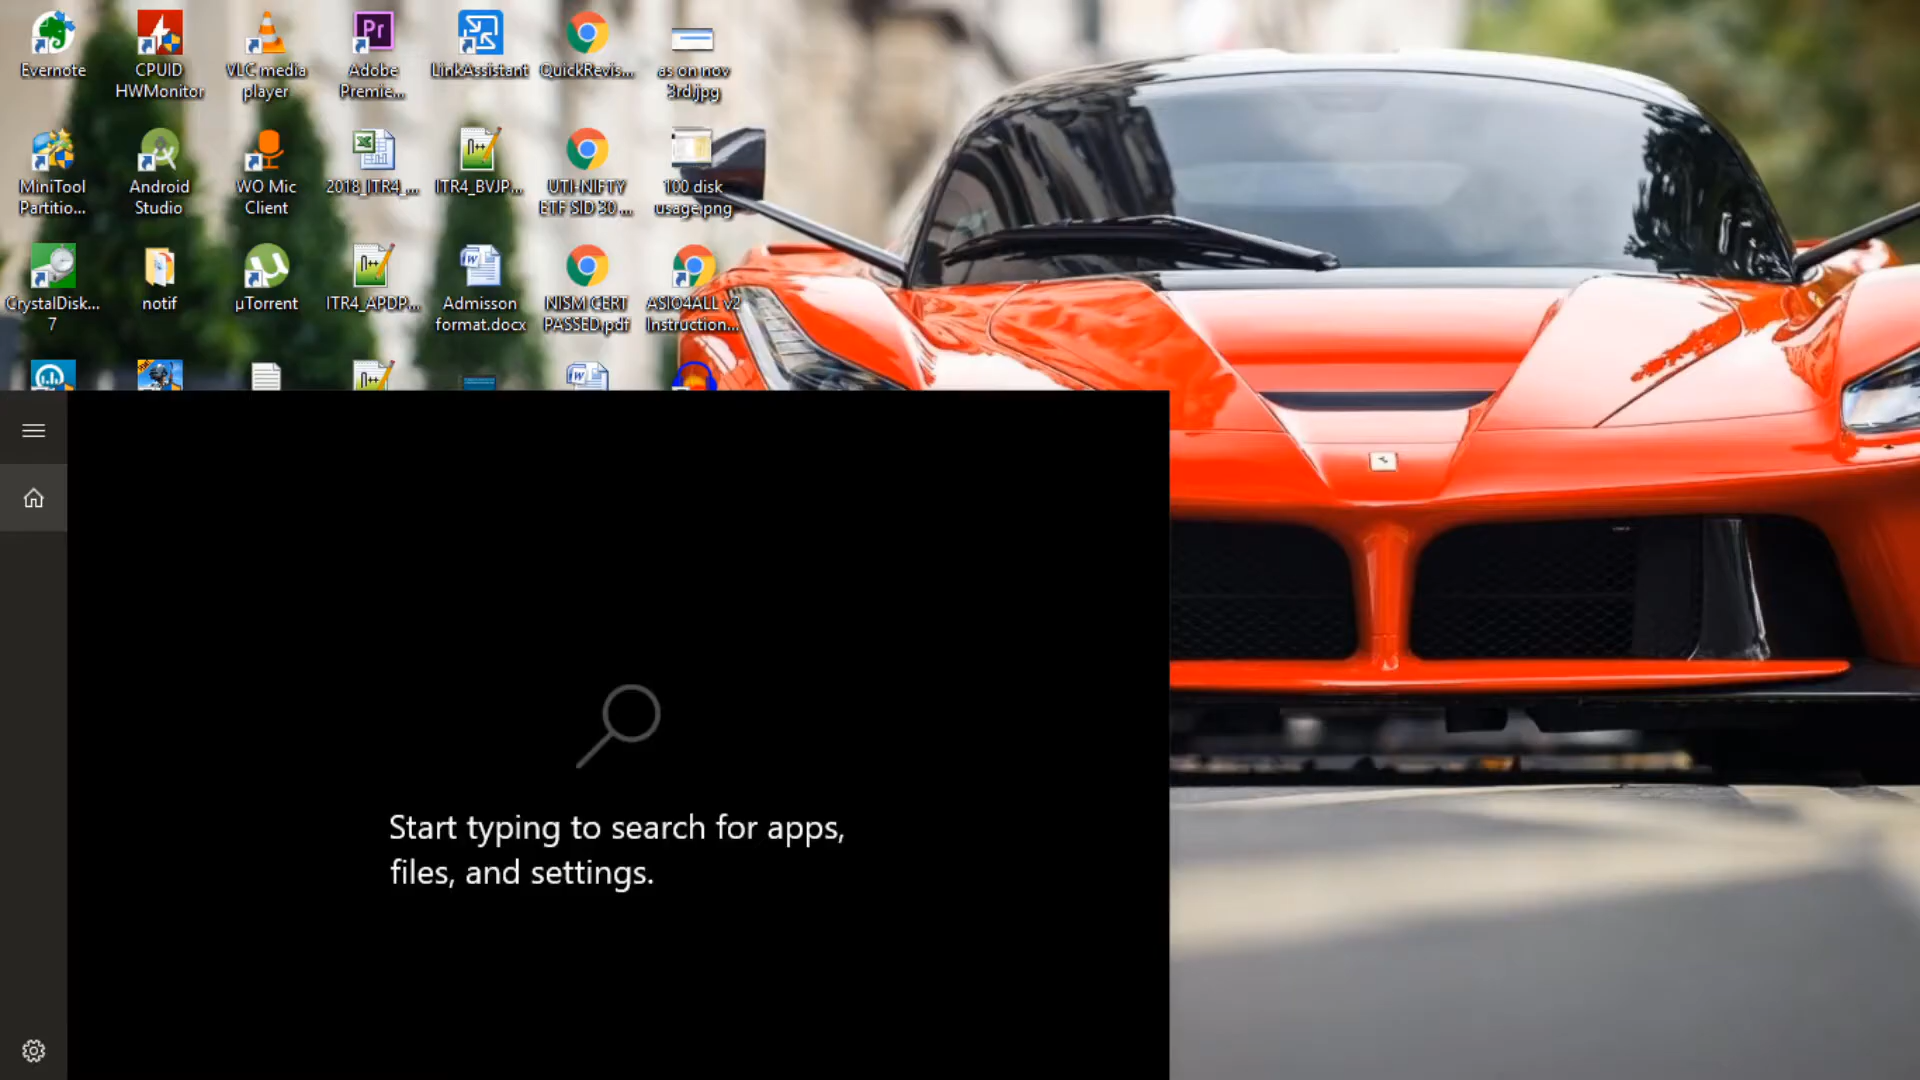 Evernote
CPUID
HWMonitor
VLC media
player
Adobe
Premie...
LinkAssistant
QuickRevis...
as on nov
3rd.jpg
MiniTool
Partitio...
Android
Studio
WO Mic
Client
2018_ITR4_...
ITR4_BVJP...
UTI-NIFTY
ETF SID 30 ...
100 disk
usage.png
CrystalDisk...
7
notif
µTorrent
ITR4_APDP...
Admisson
format.docx
NISM CERT
PASSED.pdf
ASIO4ALL v2
Instruction...
Start typing to search for apps,
files, and settings.